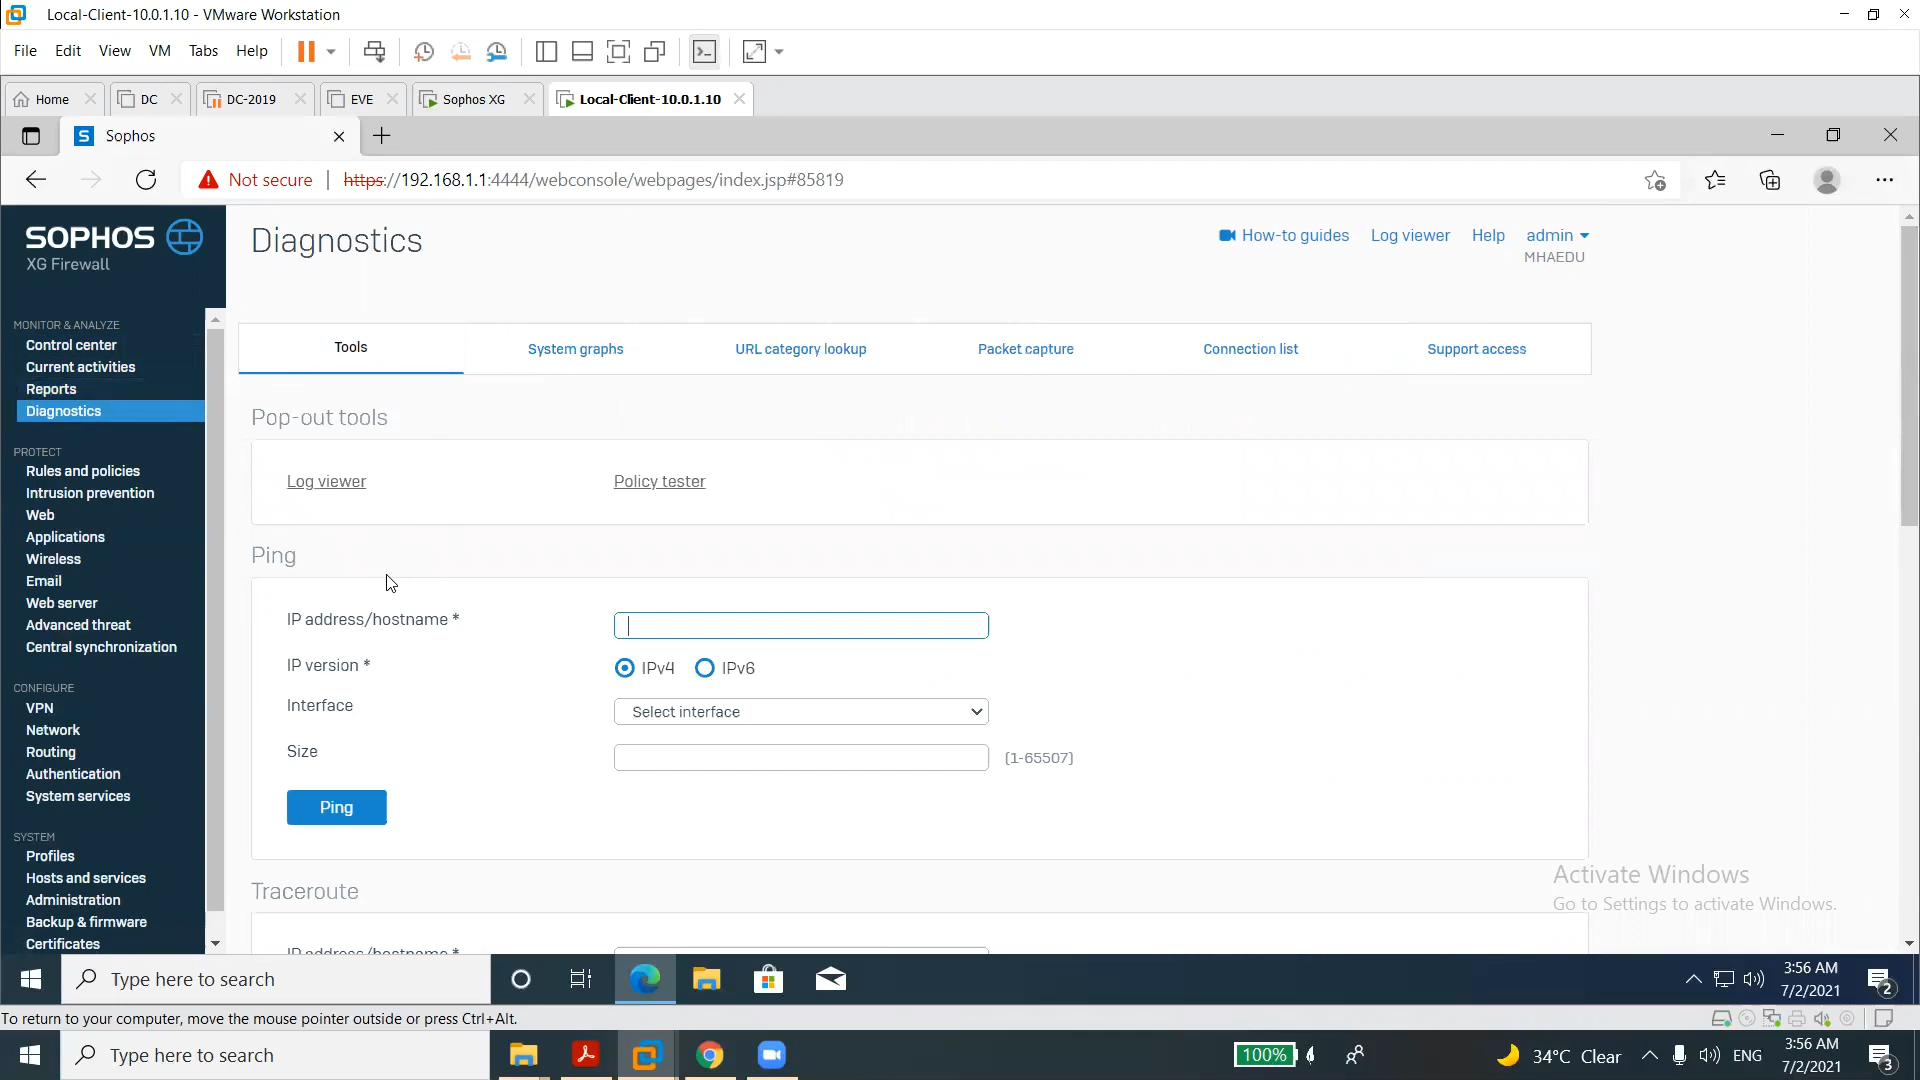 Local-Client-10.0.1.10 - VMware Workstation
File Edit View VM Tabs Help
Home DC DC-2019 EVE Sophos XG Local-Client-10.0.1.10
S Sophos
Not secure | https://192.168.1.1:4444/webconsole/webpages/index.jsp#85819
SOPHOS
XG Firewall
Diagnostics
How-to guides Log viewer Help admin
MHAEDU
MONITOR & ANALYZE
Control center
Current activities
Reports
Diagnostics
PROTECT
Rules and policies
Intrusion prevention
Web
Applications
Wireless
Email
Web server
Advanced threat
Central synchronization
CONFIGURE
VPN
Network
Routing
Authentication
System services
SYSTEM
Profiles
Hosts and services
Administration
Backup & firmware
Certificates
Tools System graphs URL category lookup Packet capture Connection list Support access
Pop-out tools
Log viewer Policy tester
Ping
IP address/hostname *
IP version * IPv4 IPv6
Interface Select interface
Size (1-65507)
Ping
Traceroute
IP address/hostname *
Activate Windows
Go to Settings to activate Windows.
Type here to search
3:56 AM
7/2/2021
2
To return to your computer, move the mouse pointer outside or press Ctrl+Alt.
Type here to search
100% 34°C Clear ENG
3:56 AM
7/2/2021
3